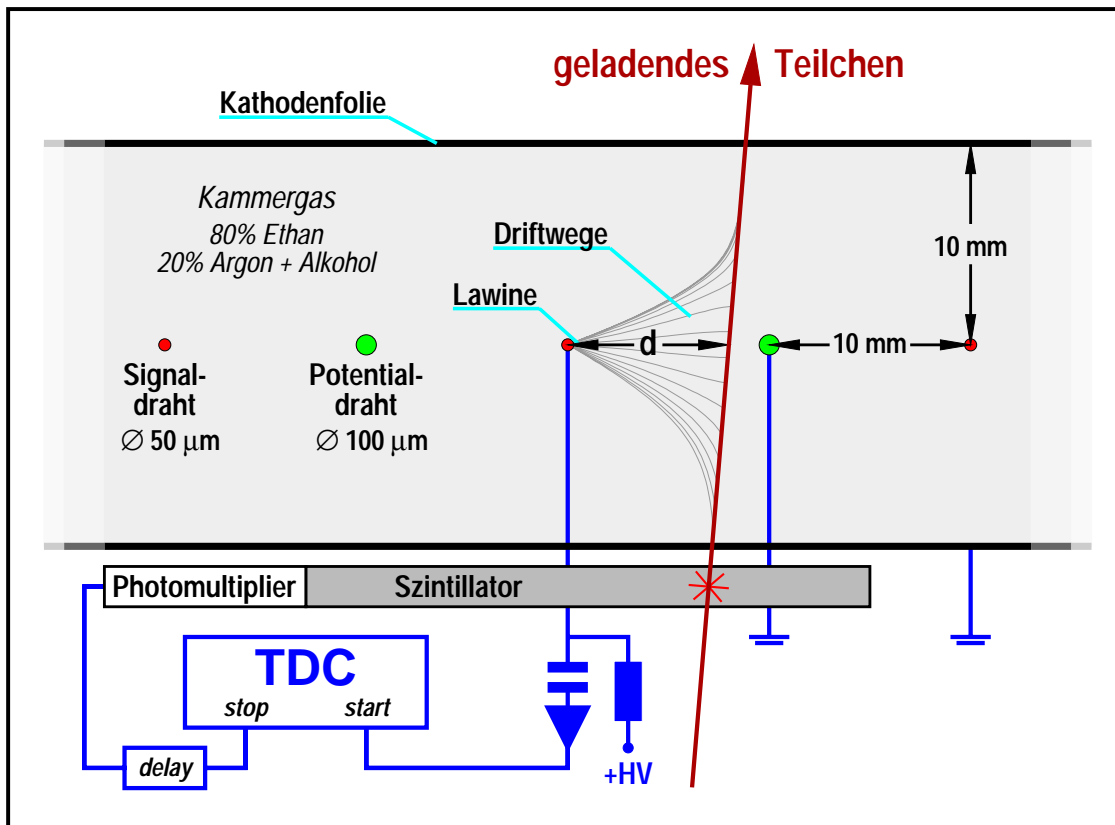 geladendes Teilchen
Kathodenfolie
Kammergas
80% Ethan
20% Argon + Alkohol
Driftwege
10 mm
Lawine
d
10 mm
Signal-
draht
∅ 50 μm
Potential-
draht
∅ 100 μm
Photomultiplier
Szintillator
TDC
stop
start
delay
+HV